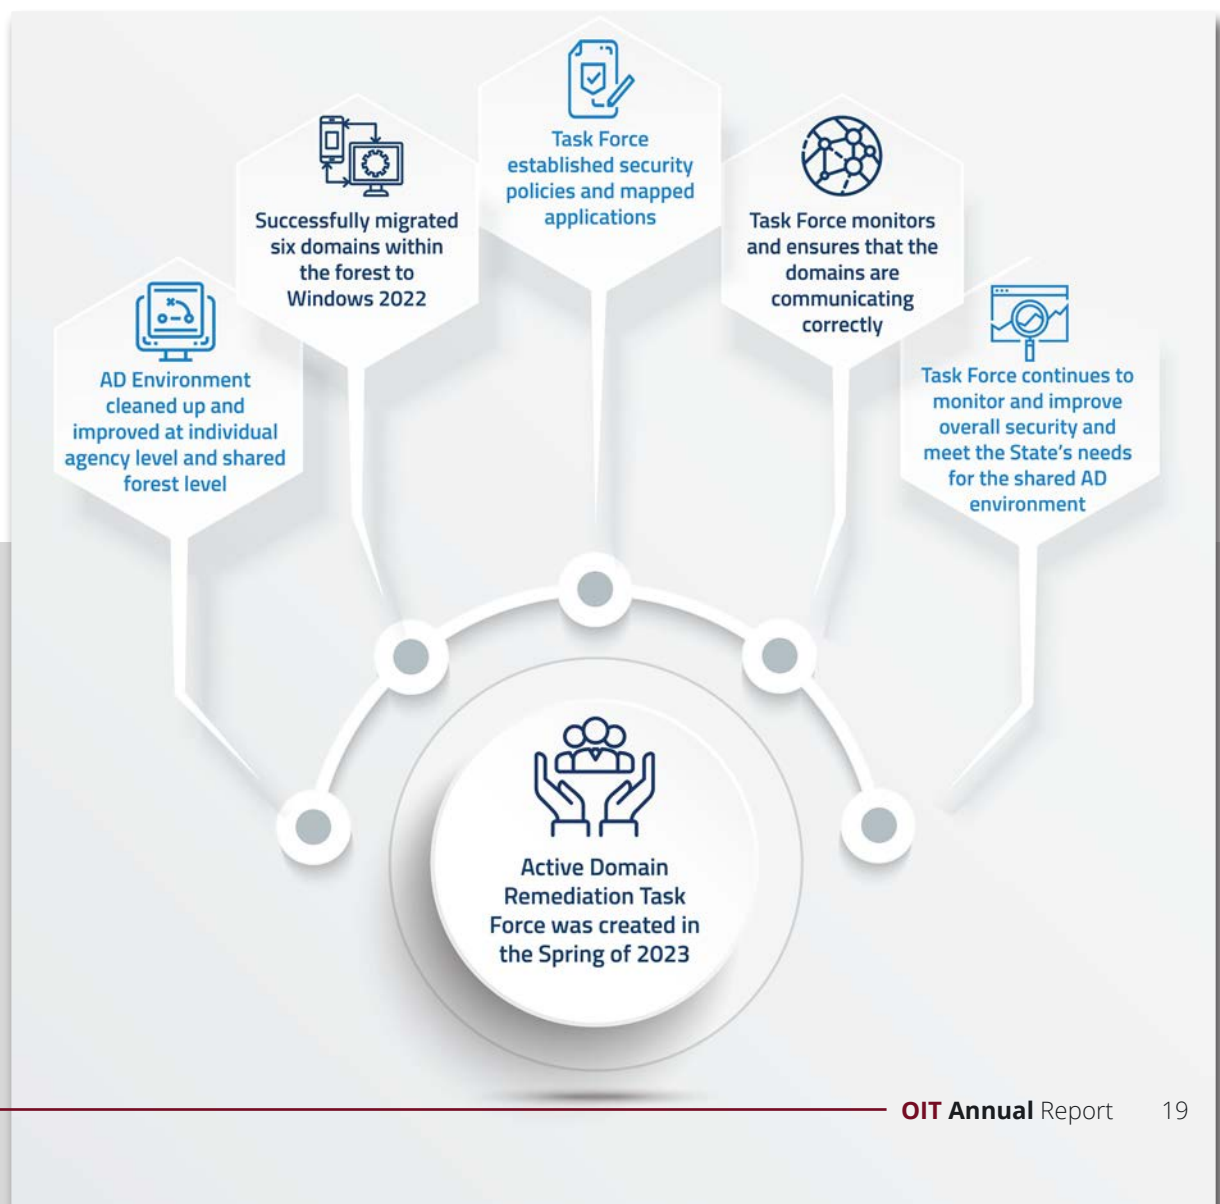 AD Environment
cleaned up and
improved at individual
agency level and shared
forest level
Successfully migrated
six domains within
the forest to
Windows 2022
Task Force
established security
policies and mapped
applications
Task Force monitors
and ensures that the
domains are
communicating
correctly
Task Force continues to
monitor and improve
overall security and
meet the State's needs
for the shared AD
environment
Active Domain
Remediation Task
Force was created in
the Spring of 2023
OIT Annual Report 19